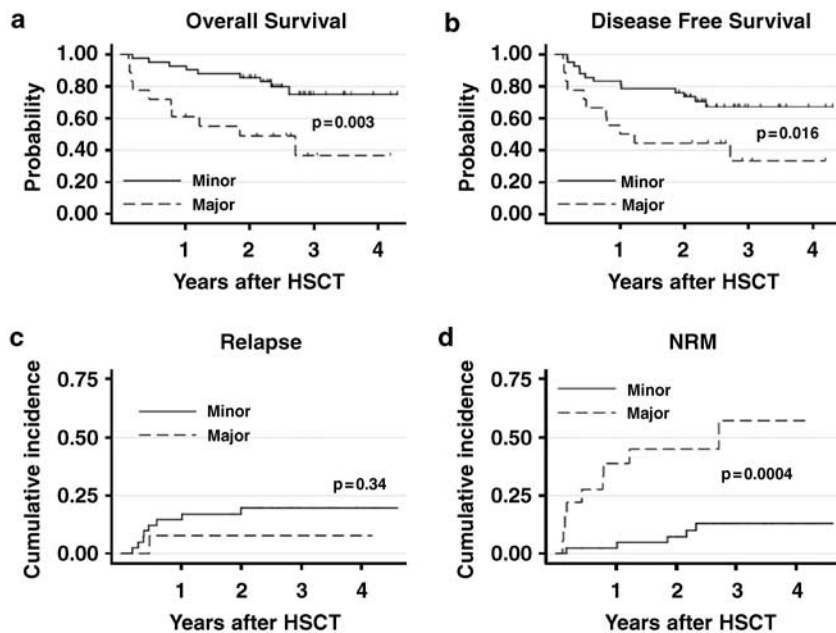 a
Overall Survival
Probability
1.00
0.80
0.60
0.40
0.20
0.00
p=0.003
Minor
Major
1 2 3 4
Years after HSCT
b
Disease Free Survival
Probability
1.00
0.80
0.60
0.40
0.20
0.00
p=0.016
Minor
Major
1 2 3 4
Years after HSCT
c
Relapse
Cumulative incidence
0.75
0.50
0.25
0.00
Minor
Major
p=0.34
1 2 3 4
Years after HSCT
d
NRM
Cumulative incidence
0.75
0.50
0.25
0.00
Minor
Major
p=0.0004
1 2 3 4
Years after HSCT